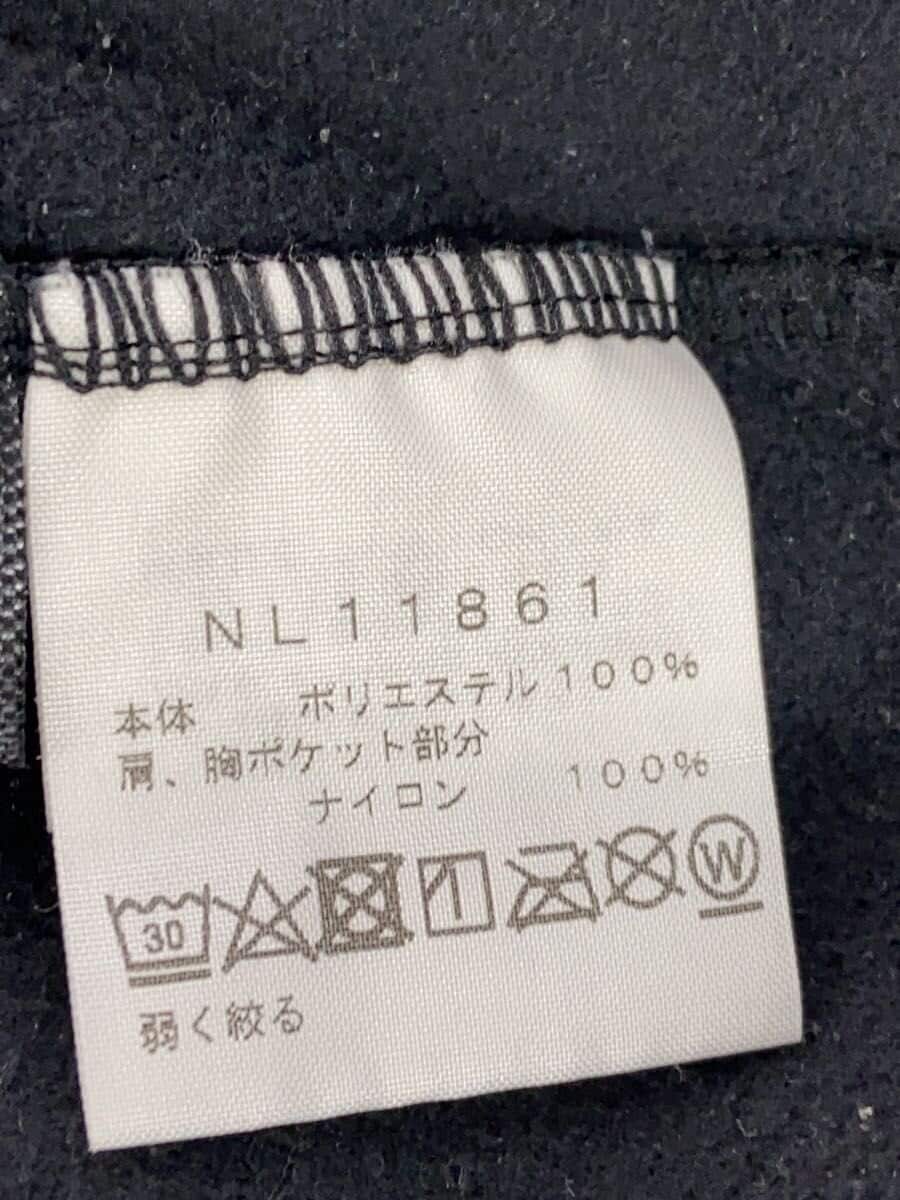 NL11861
本体 ポリエステル100%
肩、胸ポケット部分
ナイロン 100%
30 W
弱く絞る